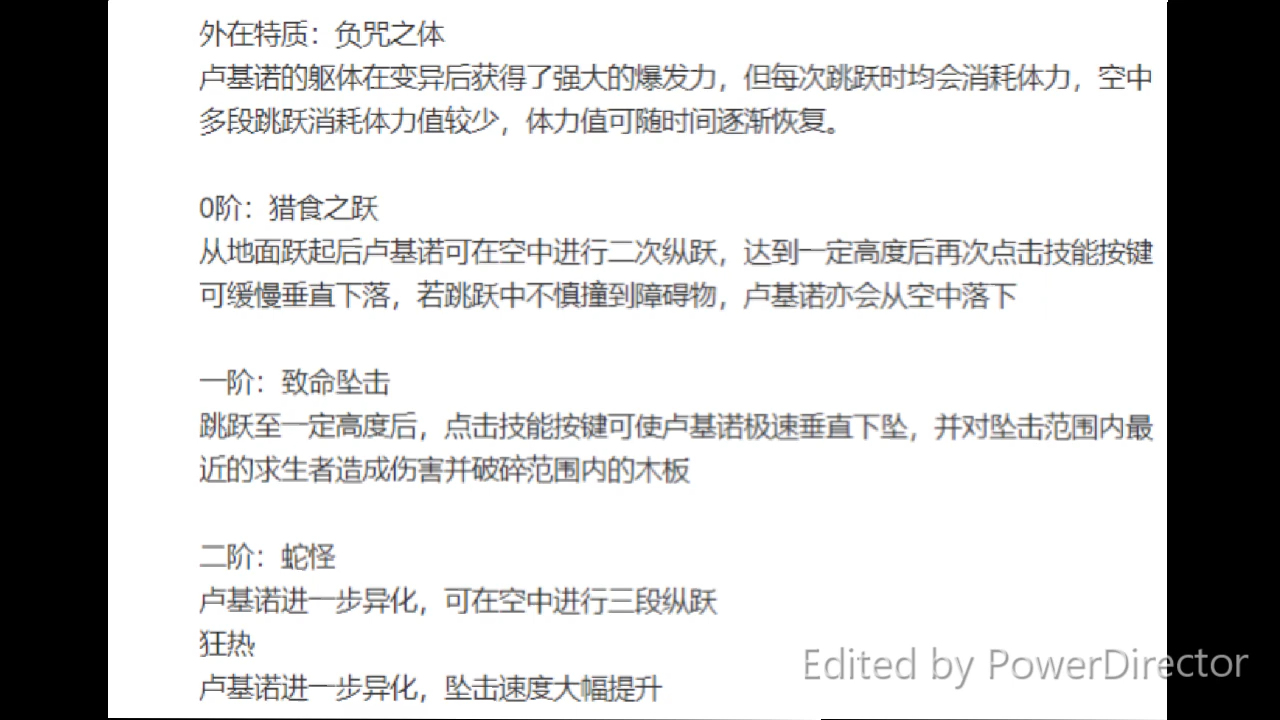 外在特质：负咒之体
卢基诺的躯体在变异后获得了强大的爆发力，但每次跳跃时均会消耗体力，空中
多段跳跃消耗体力值较少，体力值可随时间逐渐恢复。
0阶：猎食之跃
从地面跃起后卢基诺可在空中进行二次纵跃，达到一定高度后再次点击技能按键
可缓慢垂直下落，若跳跃中不慎撞到障碍物，卢基诺亦会从空中落下
一阶：致命坠击
跳跃至一定高度后，点击技能按键可使卢基诺极速垂直下坠，并对坠击范围内最
近的求生者造成伤害并破碎范围内的木板
二阶：蛇怪
卢基诺进一步异化，可在空中进行三段纵跃
狂热
卢基诺进一步异化，坠击速度大幅提升
Edited by PowerDirector